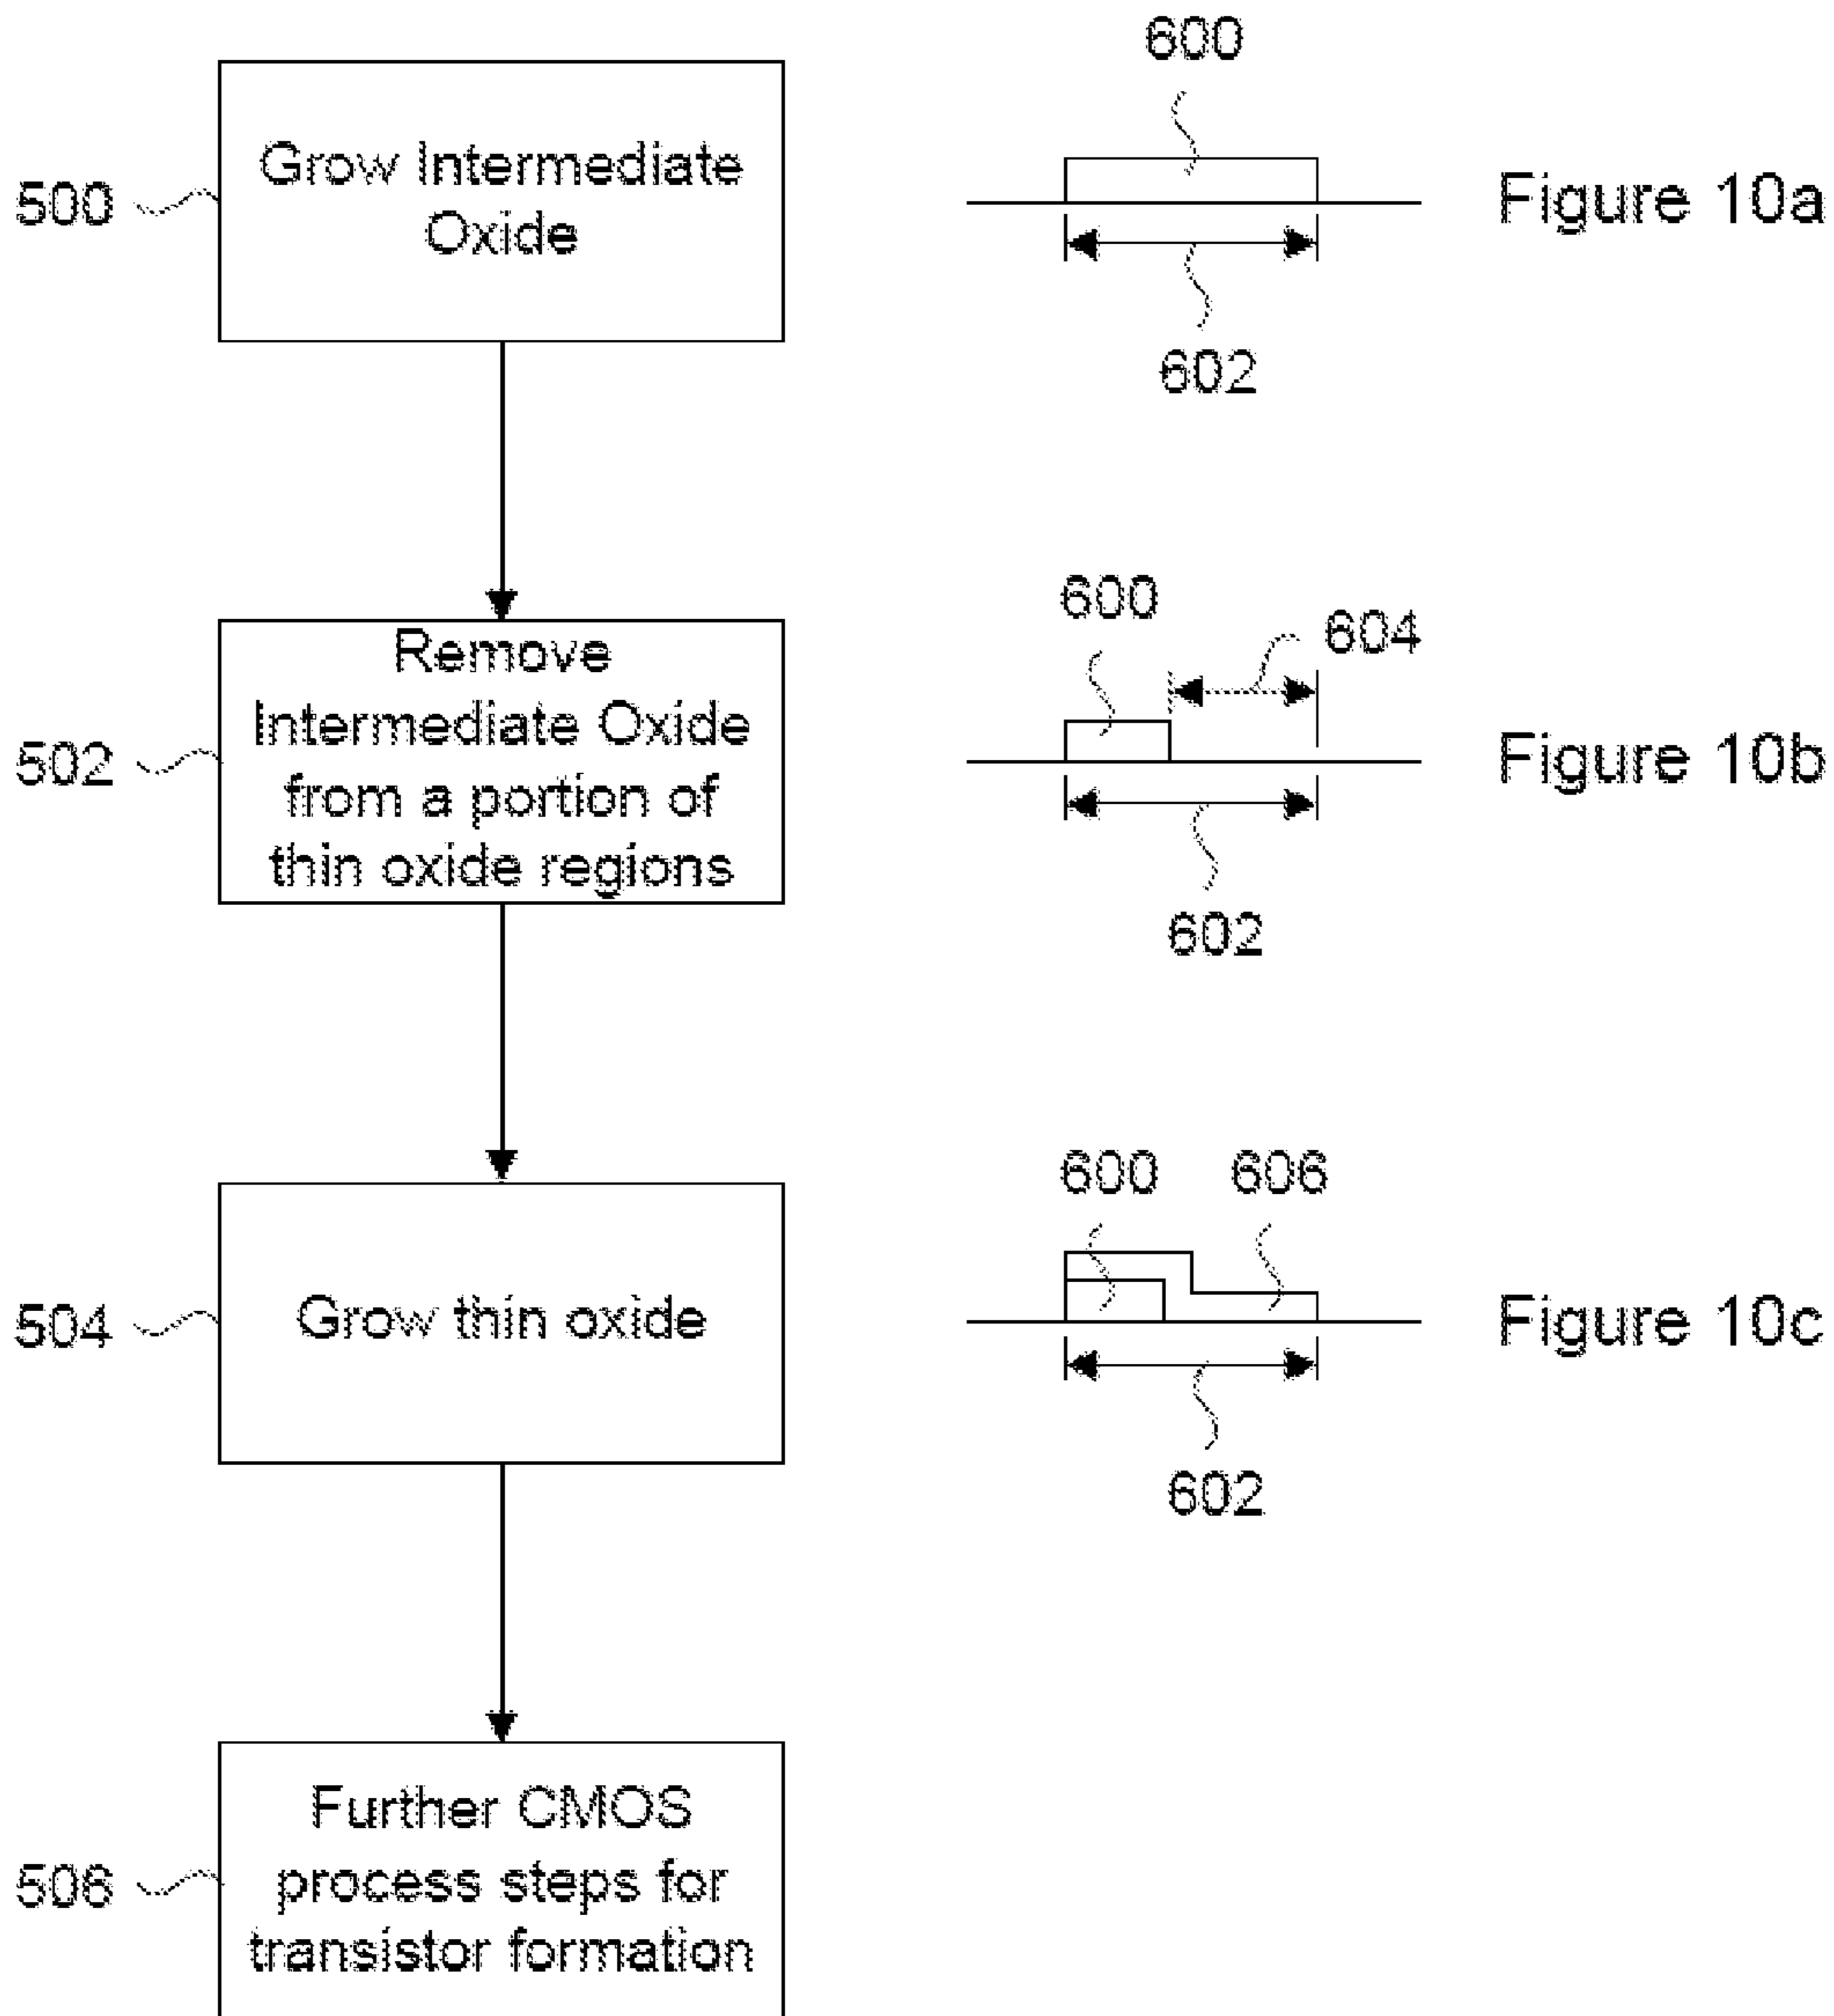 600
Grow Intermediate
Oxide
500
Figure 10a
602
Remove
Intermediate Oxide
from a portion of
thin oxide regions
502
600
604
Figure 10b
602
Grow thin oxide
504
600
606
Figure 10c
602
Further CMOS
process steps for
transistor formation
506